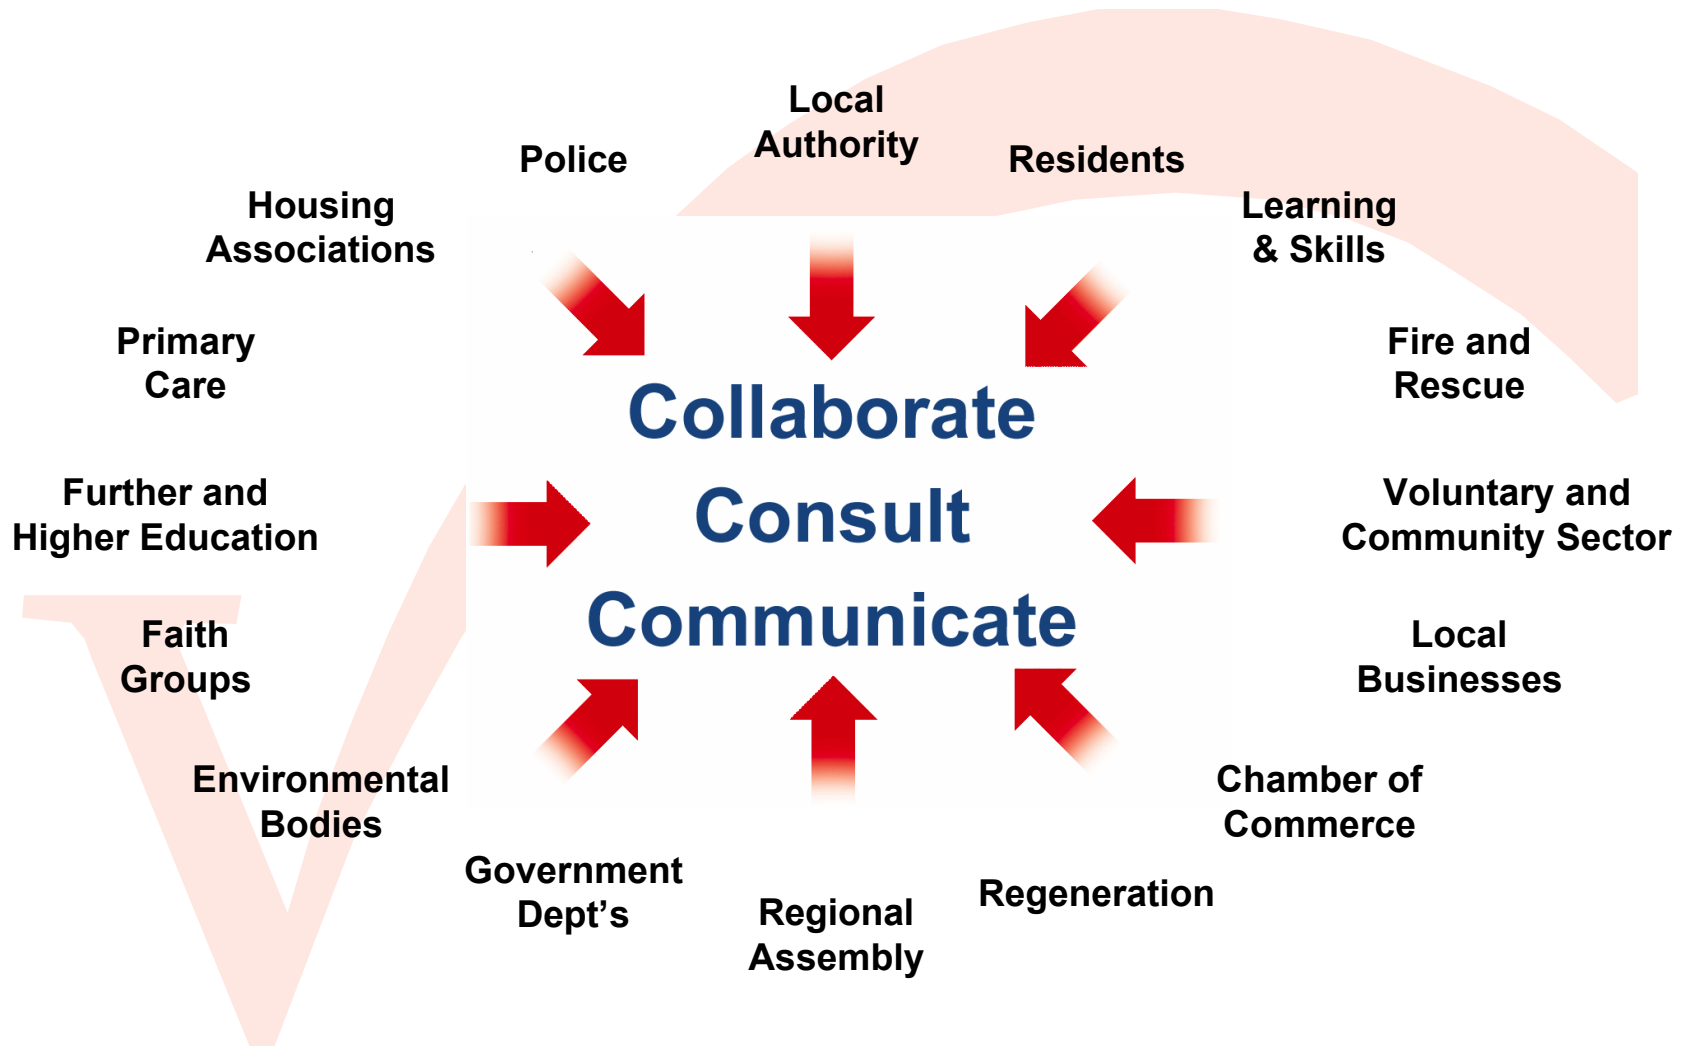 Local
Authority
Police
Residents
Housing
Associations
Learning
& Skills
Primary
Care
Fire and
Rescue
Collaborate
Further and
Higher Education
Consult
Voluntary and
Community Sector
Communicate
Faith
Groups
Local
Businesses
Environmental
Bodies
Chamber of
Commerce
Government
Dept’s
Regeneration
Regional
Assembly